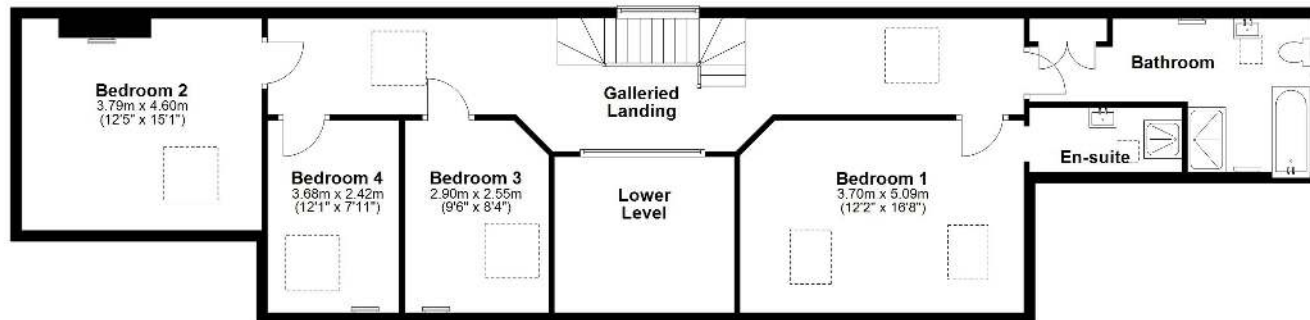 Bedroom 2
3.79m x 4.60m
(12'5" x 15'1")
Galleried
Landing
Bathroom
En-suite
Bedroom 4
3.68m x 2.42m
(12'1" x 7'11")
Bedroom 3
2.90m x 2.55m
(9'6" x 8'4")
Lower
Level
Bedroom 1
3.70m x 5.09m
(12'2" x 16'8")